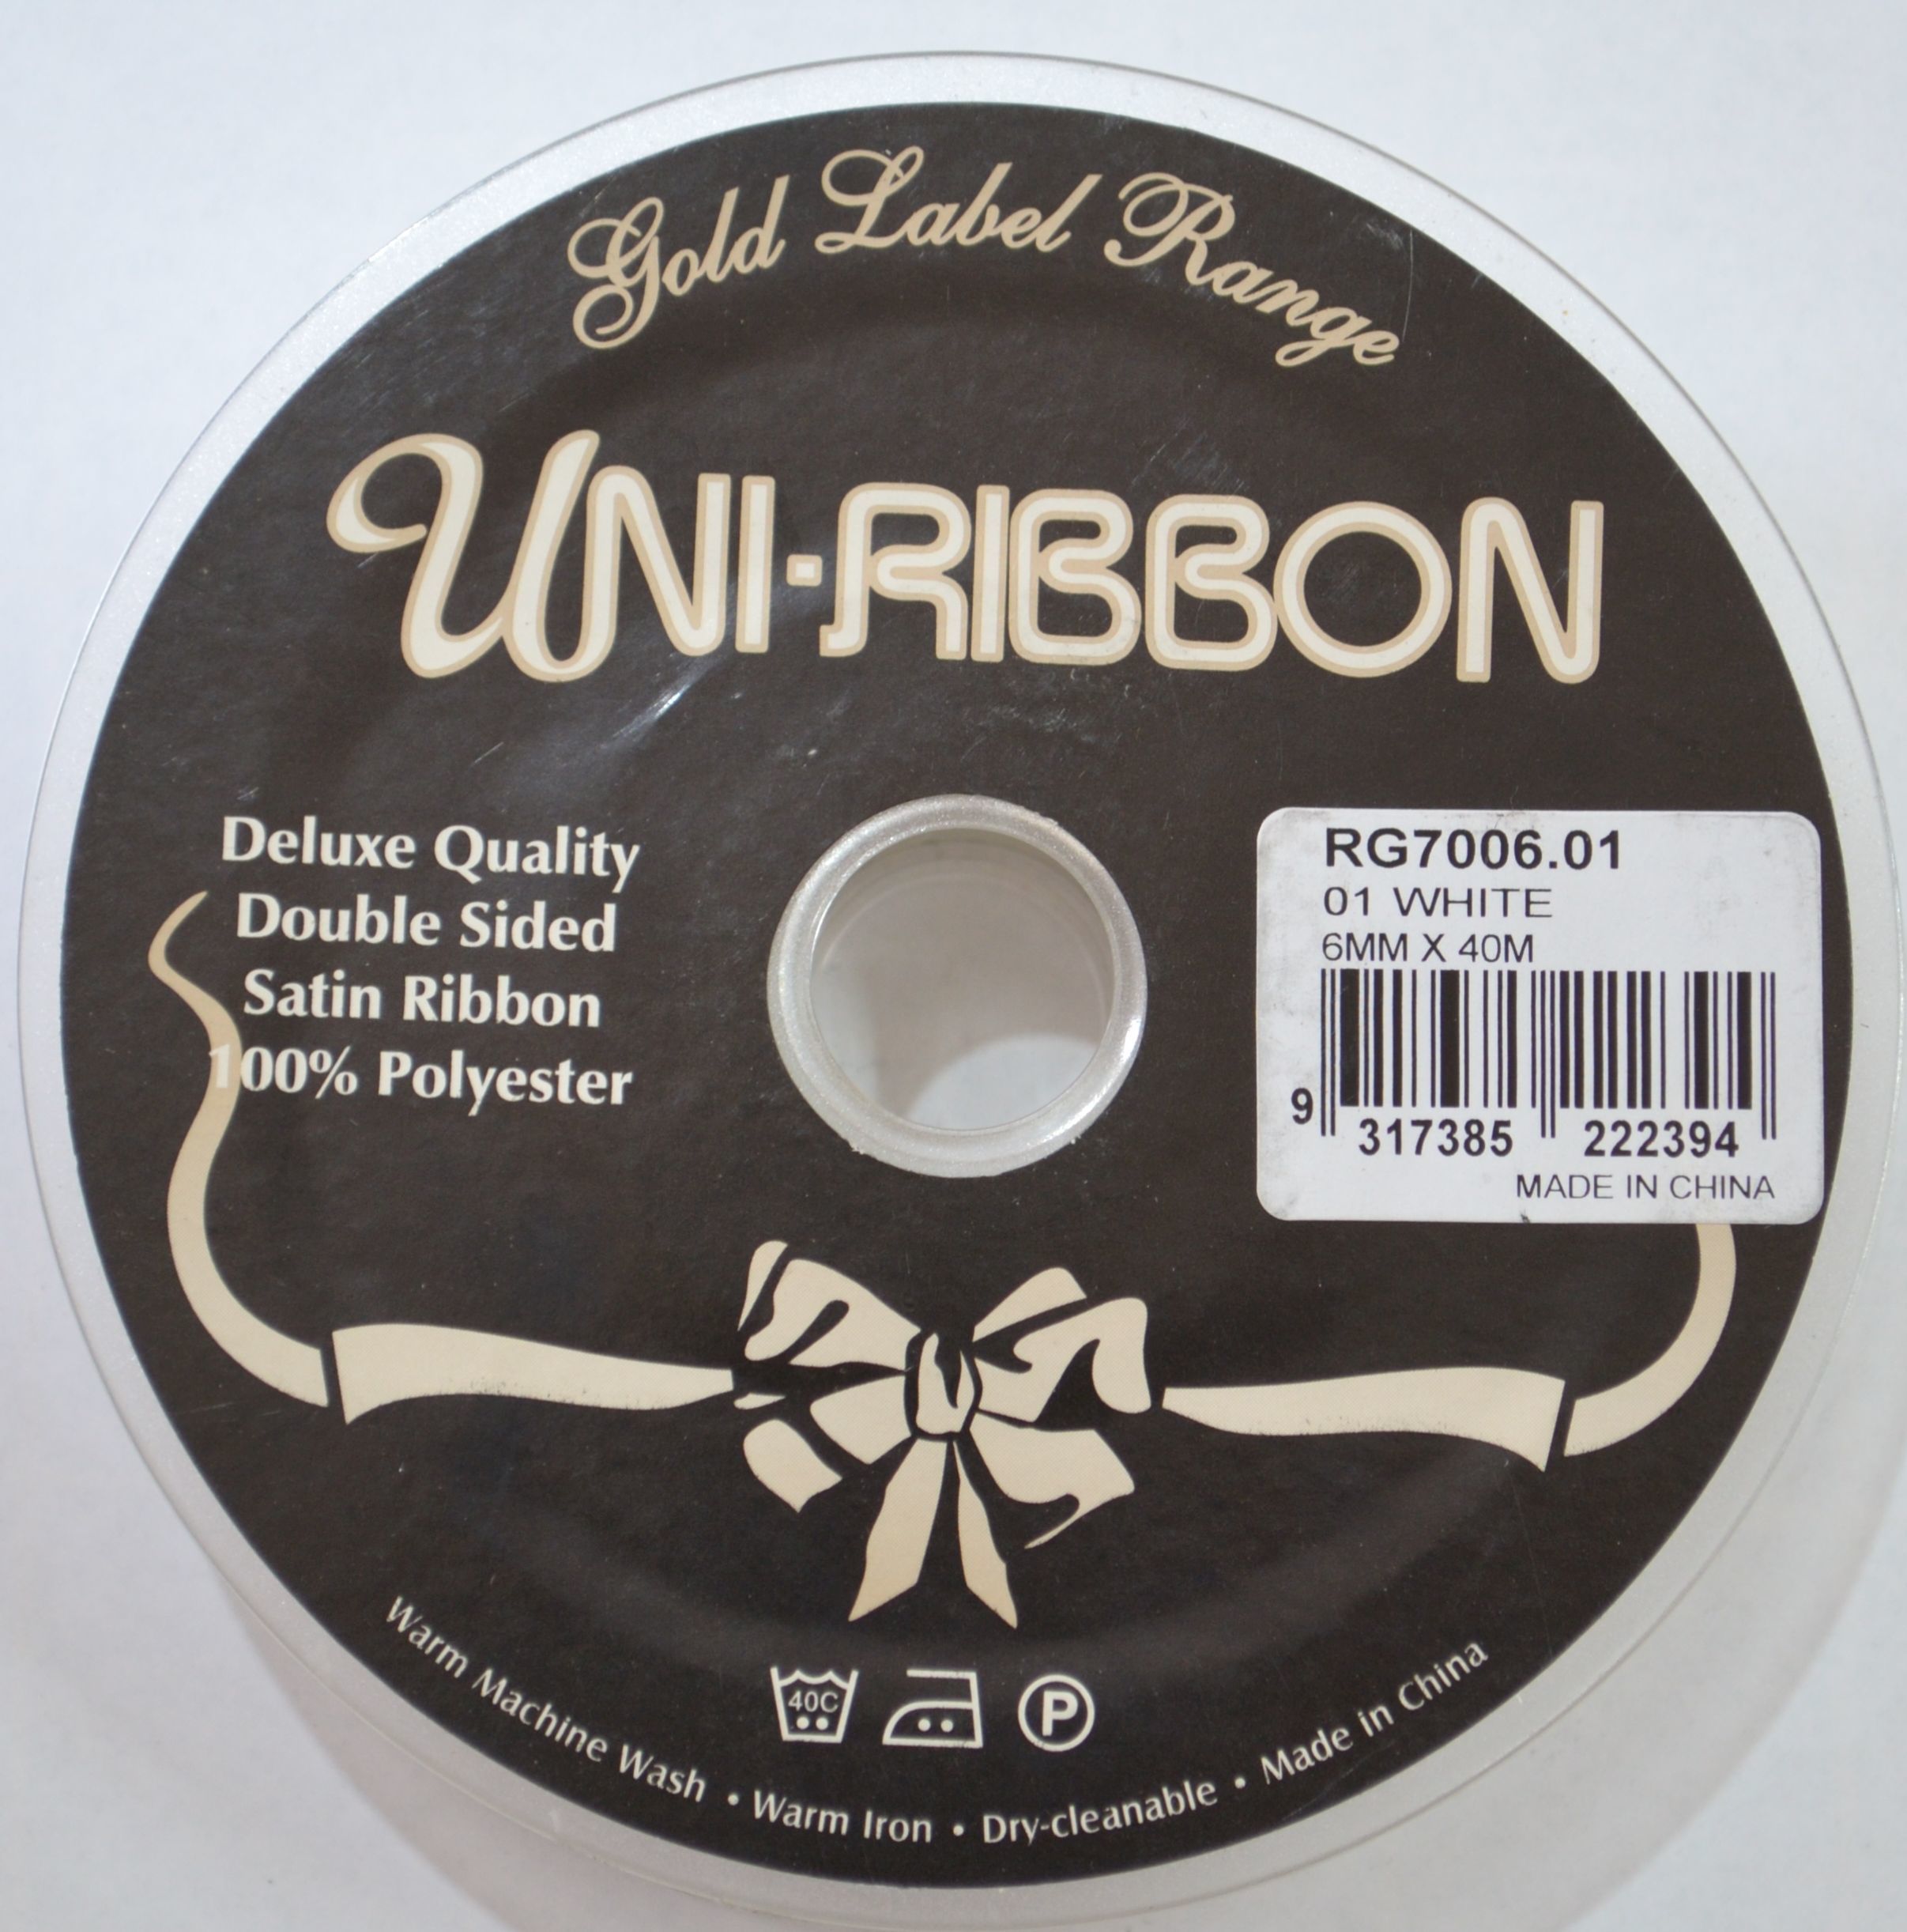 Gold Label Range
UNI·RIBBON
Deluxe Quality
Double Sided
Satin Ribbon
100% Polyester
RG7006.01
01 WHITE
6MM X 40M
9 317385 222394
MADE IN CHINA
40C
P
Warm Machine Wash • Warm Iron • Dry-cleanable • Made in China